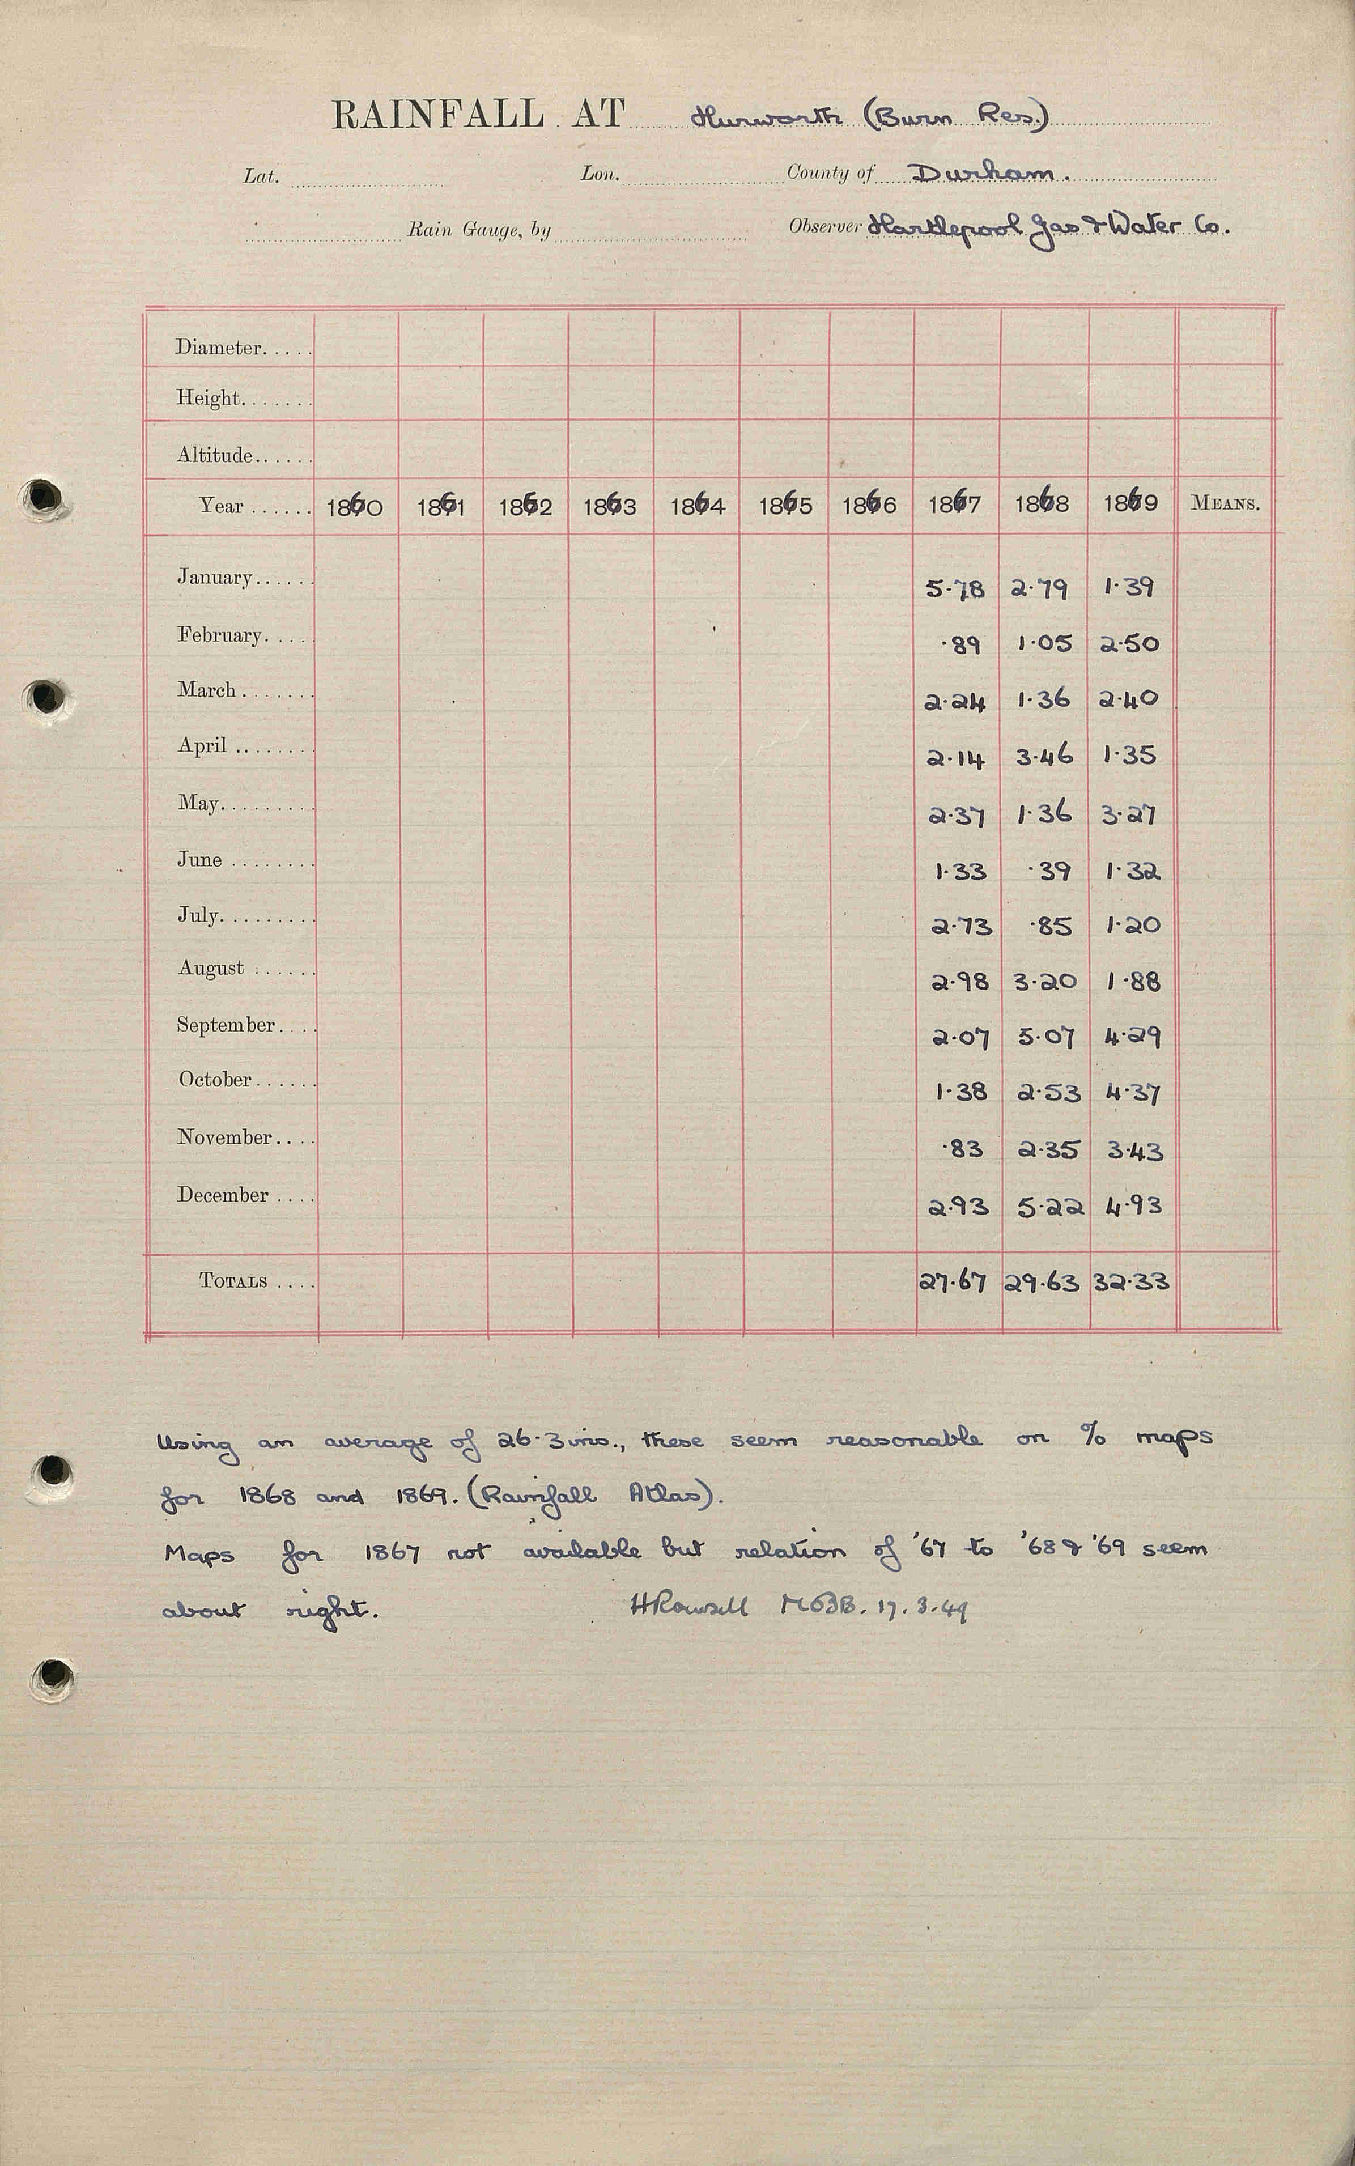 RAINFALL AT Hurworth (Burn Res.)
Lat. Lon. County of Durham.
Rain Gauge, by Observer Hartlepool Gas & Water Co.
Diameter.....
Height.......
Altitude......
Year ...... 1860 1861 1862 1863 1864 1865 1866 1867 1868 1869 MEANS.
January...... 5.78 2.79 1.39
February..... .89 1.05 2.50
March ....... 2.24 1.36 2.40
April ........ 2.14 3.46 1.35
May.......... 2.37 1.36 3.27
June ........ 1.33 .39 1.32
July.......... 2.73 .85 1.20
August ...... 2.98 3.20 1.88
September.... 2.07 5.07 4.29
October...... 1.38 2.53 4.37
November.... .83 2.35 3.43
December .... 2.93 5.22 4.93
TOTALS .... 27.67 29.63 32.33
Using an average of 26.3 ins., these seem reasonable on % maps
for 1868 and 1869. (Rainfall Atlas).
Maps for 1867 not available but relation of '67 to '68 & '69 seem
about right. HRowsell M.O.3B. 17.3.49